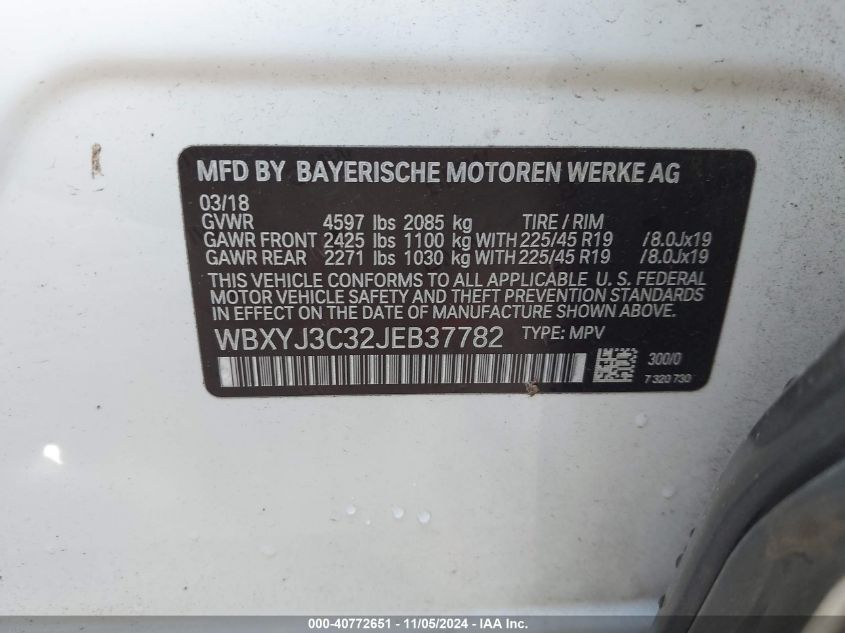 MFD BY BAYERISCHE MOTOREN WERKE AG
03/18
GVWR 4597 lbs 2085 kg TIRE / RIM
GAWR FRONT 2425 lbs 1100 kg WITH 225/45 R19 /8.0Jx19
GAWR REAR 2271 lbs 1030 kg WITH 225/45 R19 /8.0Jx19
THIS VEHICLE CONFORMS TO ALL APPLICABLE U. S. FEDERAL
MOTOR VEHICLE SAFETY AND THEFT PREVENTION STANDARDS
IN EFFECT ON THE DATE OF MANUFACTURE SHOWN ABOVE.
WBXYJ3C32JEB37782 TYPE: MPV
300/0
7 320 730
000-40772651 - 11/05/2024 - IAA Inc.